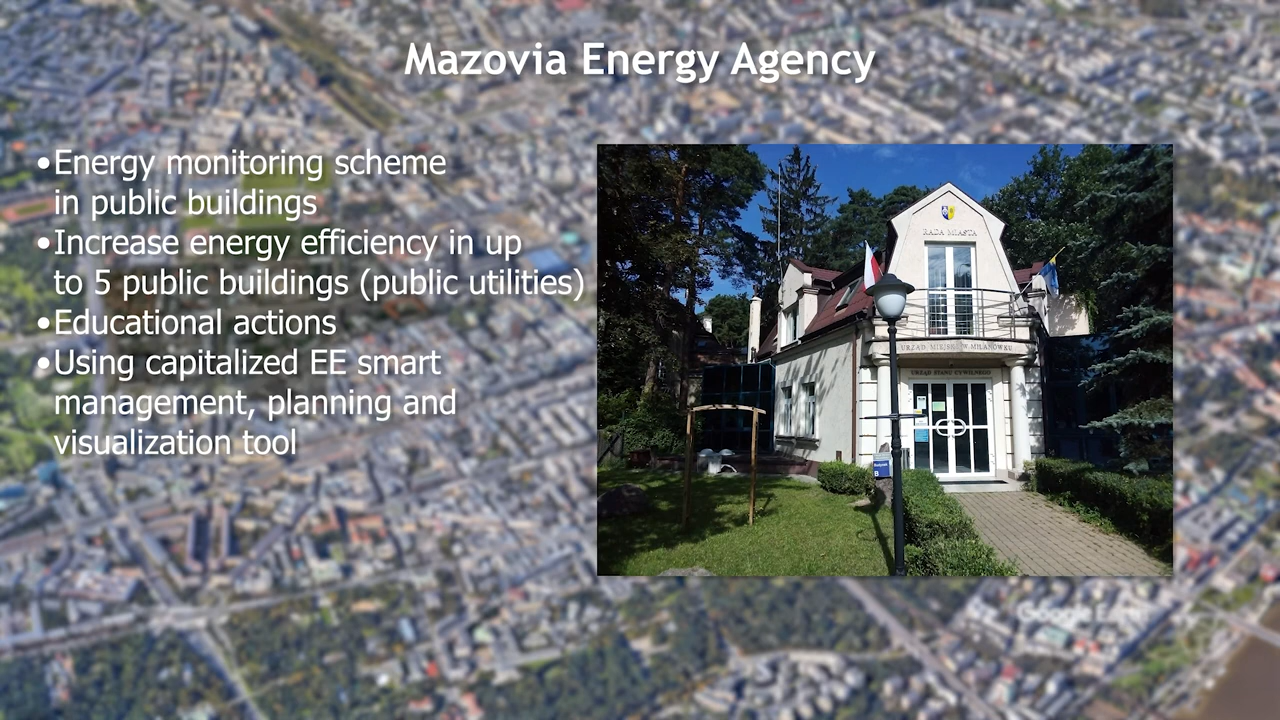 Mazovia Energy Agency
•Energy monitoring scheme
in public buildings
•Increase energy efficiency in up
to 5 public buildings (public utilities)
•Educational actions
•Using capitalized EE smart
management, planning and
visualization tool
RADA MIASTA
URZĄD MIEJSKI W MILANÓWKU
URZĄD STANU CYWILNEGO
B
Google Earth